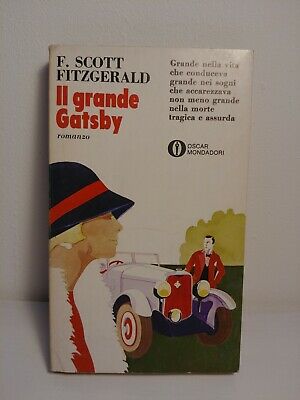 F. SCOTT
FITZGERALD
Il grande
Gatsby
romanzo
Grande nella vita
che conduceva
grande nei sogni
che accarezzava
non meno grande
nella morte
tragica e assurda
OSCAR
MONDADORI